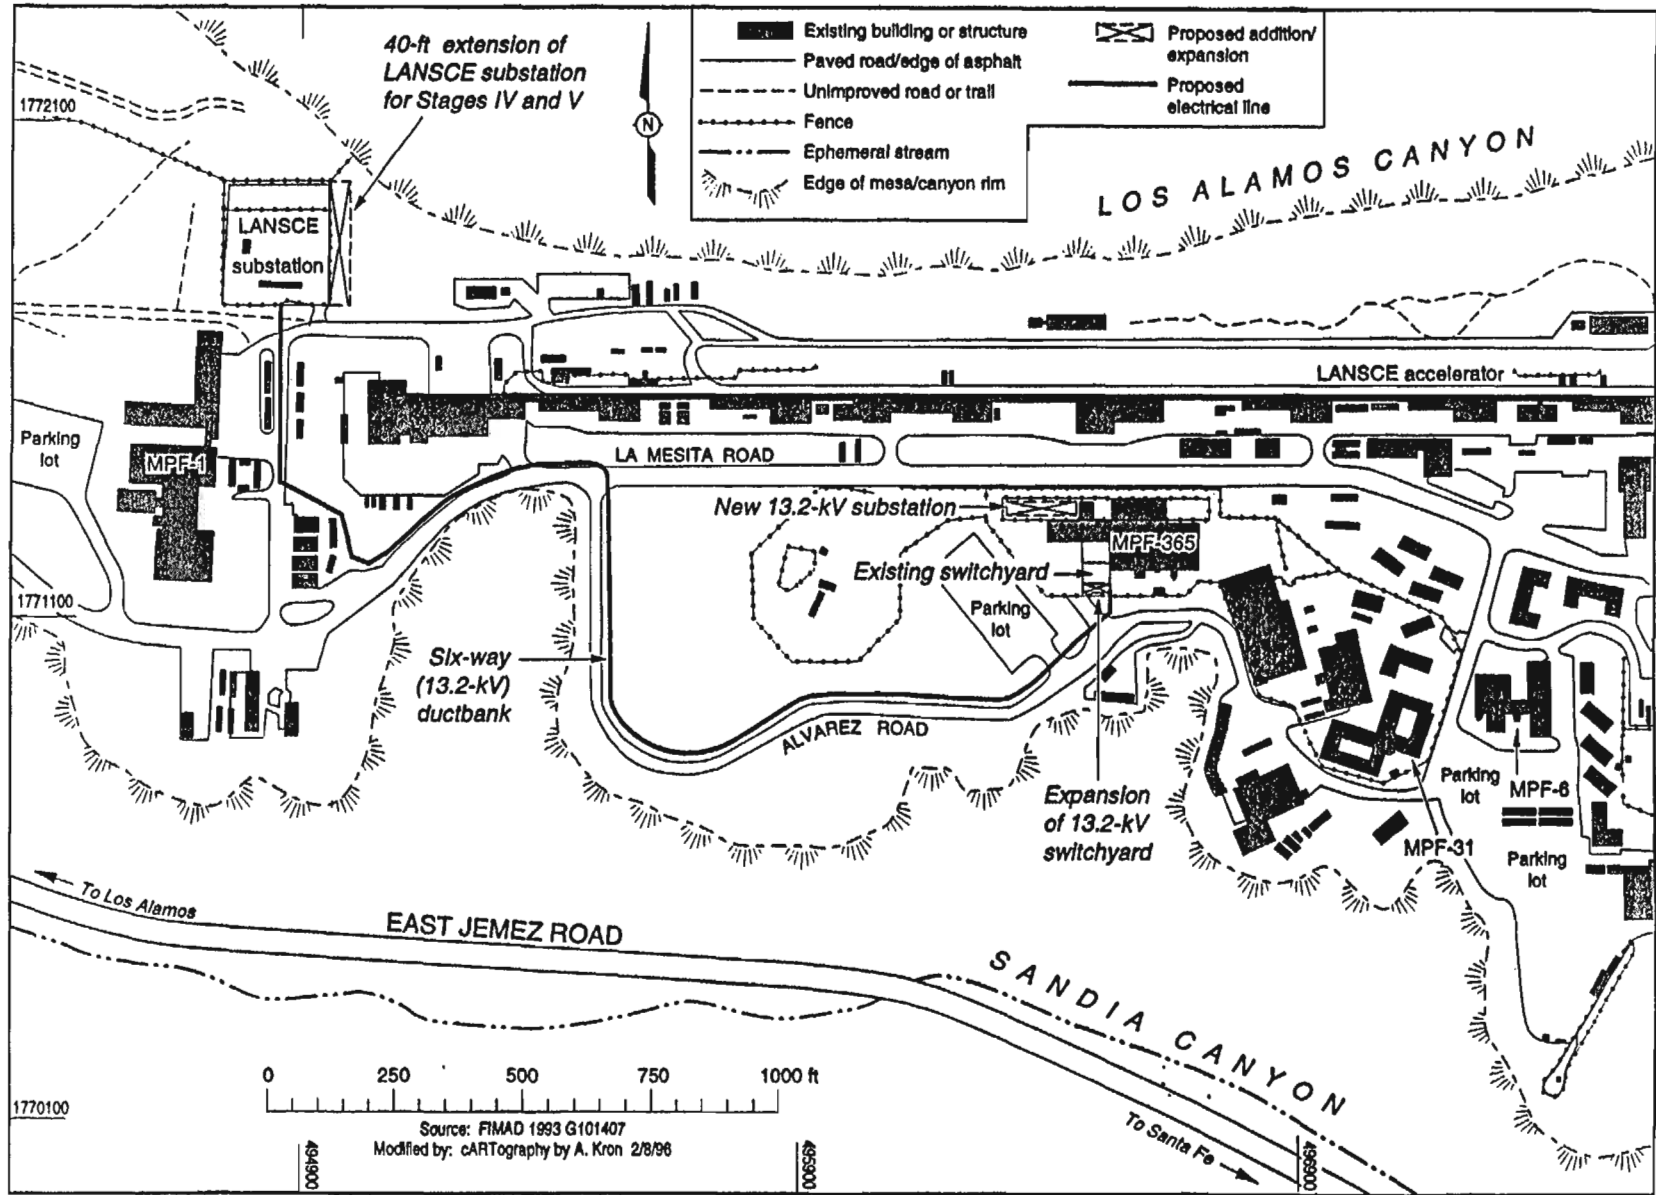 40-ft extension of
LANSCE substation
for Stages IV and V
Existing building or structure
Paved road/edge of asphalt
Unimproved road or trail
Fence
Ephemeral stream
Edge of mesa/canyon rim
Proposed addition/
expansion
Proposed
electrical line
N
1772100
LOS ALAMOS CANYON
LANSCE
substation
LANSCE accelerator
Parking
lot
MPF-1
LA MESITA ROAD
New 13.2-kV substation
MPF-365
Existing switchyard
Parking
lot
1771100
Six-way
(13.2-kV)
ductbank
ALVAREZ ROAD
Expansion
of 13.2-kV
switchyard
Parking
lot
MPF-6
MPF-31
Parking
lot
To Los Alamos
EAST JEMEZ ROAD
SANDIA CANYON
0 250 500 750 1000 ft
1770100
Source: FIMAD 1993 G101407
Modified by: cARTography by A. Kron 2/8/96
To Santa Fe
494900
495900
496900